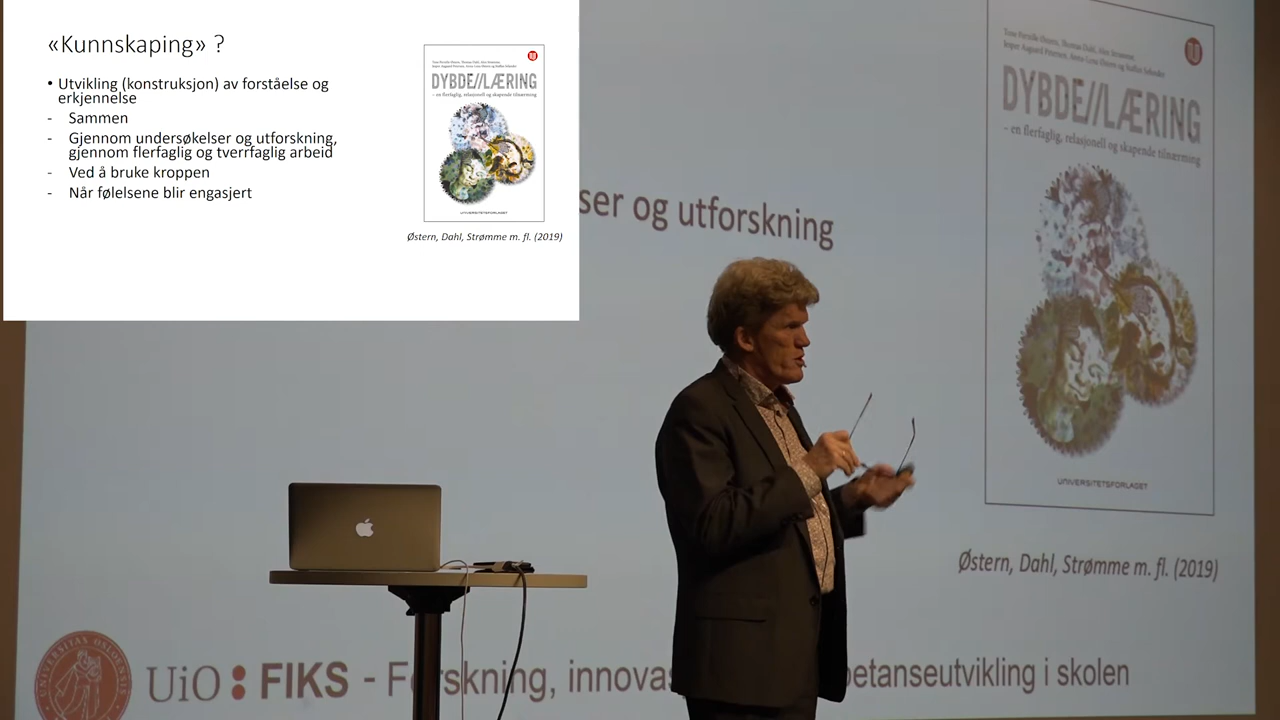 «Kunnskaping» ?
• Utvikling (konstruksjon) av forståelse og
erkjennelse
- Sammen
- Gjennom undersøkelser og utforskning,
gjennom flerfaglig og tverrfaglig arbeid
- Ved å bruke kroppen
- Når følelsene blir engasjert
DYBDE//LÆRING
– en flerfaglig, relasjonell og skapende tilnærming
UNIVERSITETSFORLAGET
Østern, Dahl, Strømme m. fl. (2019)
ser og utforskning
DYBDE//LÆRING
– en flerfaglig, relasjonell og skapende tilnærming
UNIVERSITETSFORLAGET
Østern, Dahl, Strømme m. fl. (2019)
UiO : FIKS - Forskning, innovas petanseutvikling i skolen